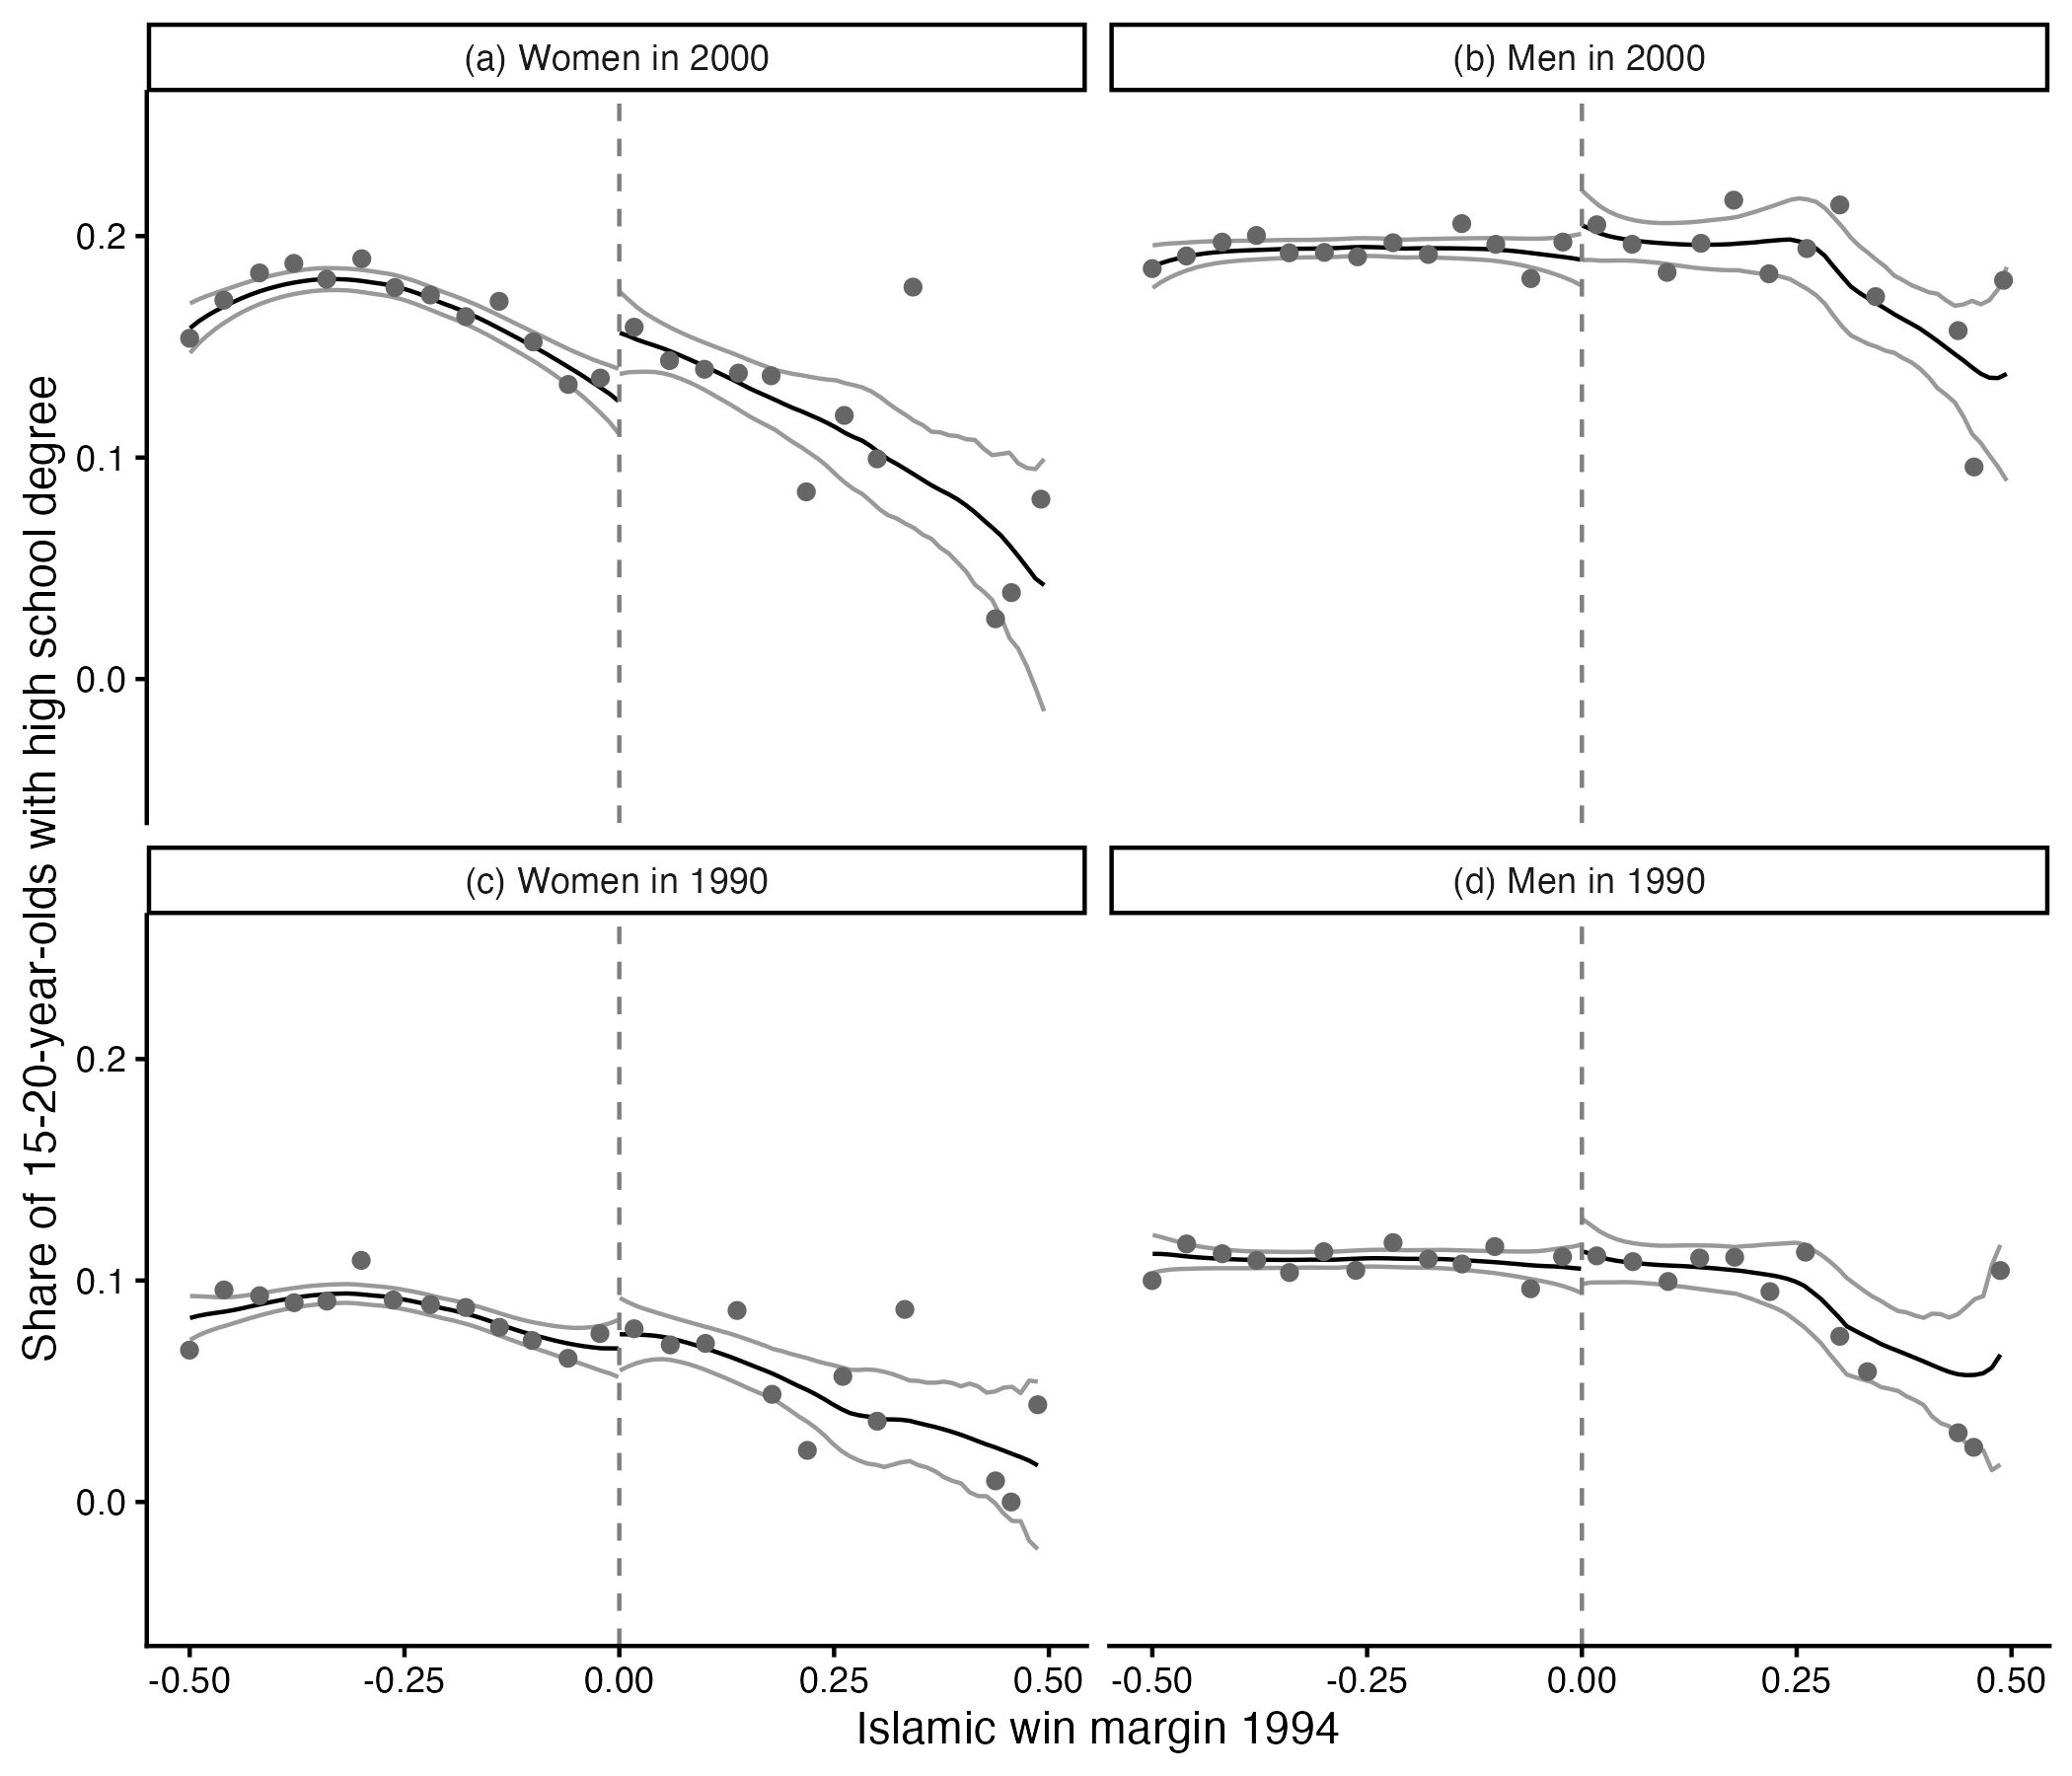 (a) Women in 2000
(b) Men in 2000
0.2
0.1
0.0
(c) Women in 1990
(d) Men in 1990
0.2
0.1
0.0
-0.50 -0.25 0.00 0.25 0.50
-0.50 -0.25 0.00 0.25 0.50
Islamic win margin 1994
Share of 15-20-year-olds with high school degree